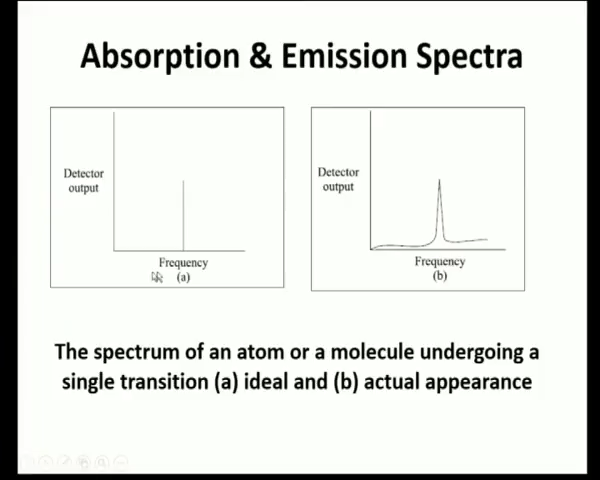 Absorption & Emission Spectra
Detector
output
Frequency
(a)
Detector
output
Frequency
(b)
The spectrum of an atom or a molecule undergoing a
single transition (a) ideal and (b) actual appearance